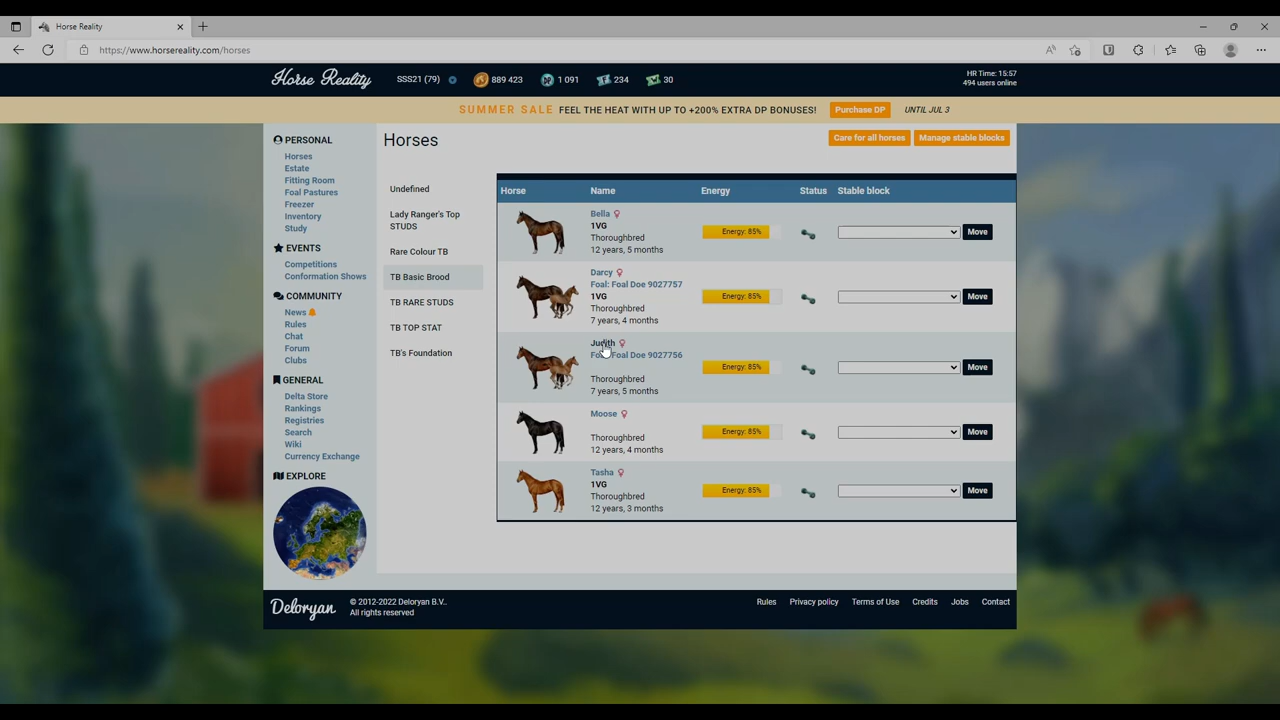 Horse Reality
https://www.horsereality.com/horses
Horse Reality
SSS21 (79)
889 423
1 091
234
30
HR Time: 15:57
494 users online
SUMMER SALE FEEL THE HEAT WITH UP TO +200% EXTRA DP BONUSES! Purchase DP UNTIL JUL 3
PERSONAL
Horses
Estate
Fitting Room
Foal Pastures
Freezer
Inventory
Study
EVENTS
Competitions
Conformation Shows
COMMUNITY
News
Rules
Chat
Forum
Clubs
GENERAL
Delta Store
Rankings
Registries
Search
Wiki
Currency Exchange
EXPLORE
Horses
Care for all horses
Manage stable blocks
Undefined
Lady Ranger's Top
STUDS
Rare Colour TB
TB Basic Brood
TB RARE STUDS
TB TOP STAT
TB's Foundation
Horse Name Energy Status Stable block
Bella
1VG
Thoroughbred
12 years, 5 months
Energy: 85%
Move
Darcy
Foal: Foal Doe 9027757
1VG
Thoroughbred
7 years, 4 months
Energy: 85%
Move
Judith
Foal Doe 9027756
Thoroughbred
7 years, 5 months
Energy: 85%
Move
Moose
Thoroughbred
12 years, 4 months
Energy: 85%
Move
Tasha
1VG
Thoroughbred
12 years, 3 months
Energy: 85%
Move
Deloryan
© 2012-2022 Deloryan B.V..
All rights reserved
Rules Privacy policy Terms of Use Credits Jobs Contact